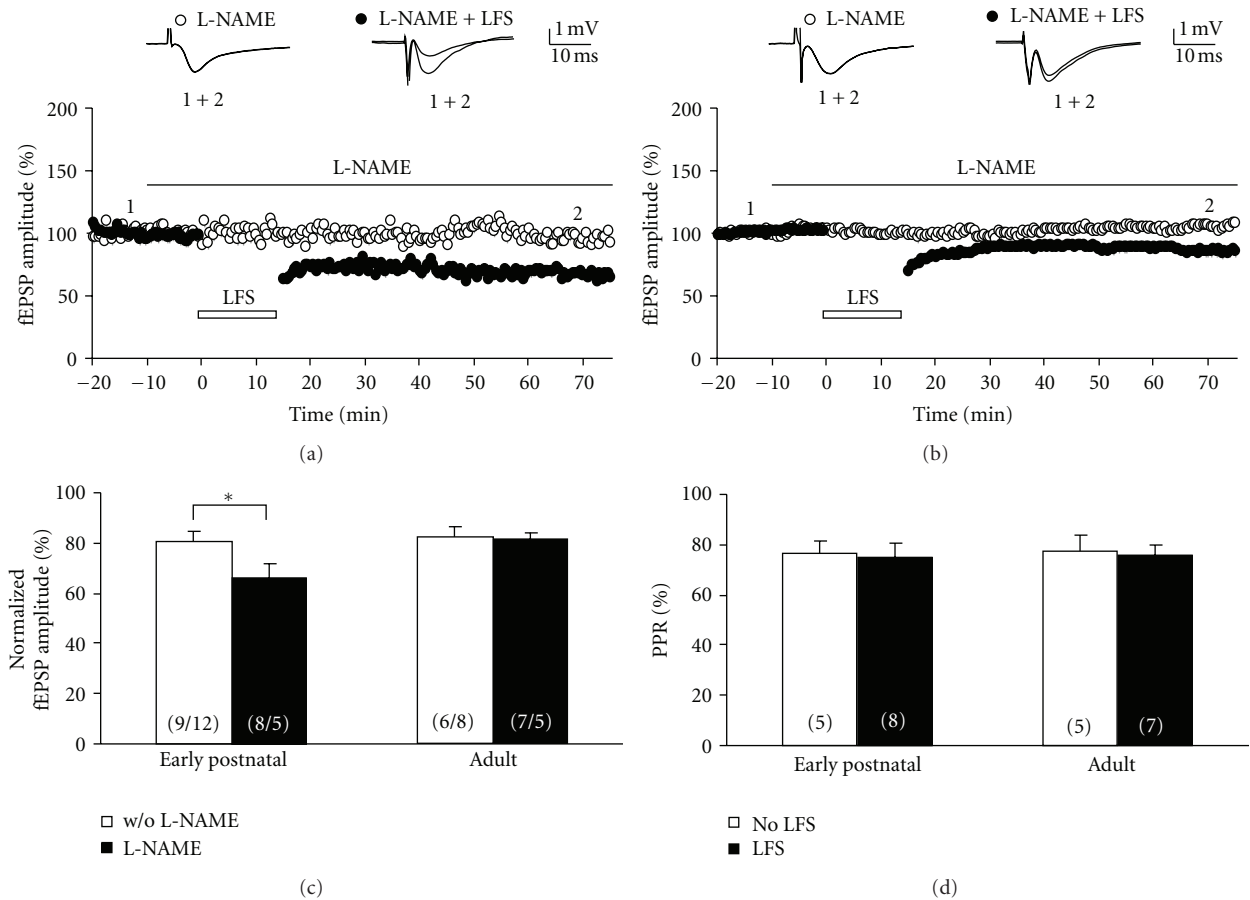 L-NAME
L-NAME + LFS
1 mV
10 ms
1 + 2
1 + 2
200
150
100
50
0
fEPSP amplitude (%)
L-NAME
1
2
LFS
−20
−10
0
10
20
30
40
50
60
70
Time (min)
(a)
L-NAME
L-NAME + LFS
1 mV
10 ms
1 + 2
1 + 2
200
150
100
50
0
fEPSP amplitude (%)
L-NAME
1
2
LFS
−20
−10
0
10
20
30
40
50
60
70
Time (min)
(b)
100
80
60
40
20
0
Normalized
fEPSP amplitude (%)
*
(9/12)
(8/5)
(6/8)
(7/5)
Early postnatal
Adult
w/o L-NAME
L-NAME
(c)
100
80
60
40
20
0
PPR (%)
(5)
(8)
(5)
(7)
Early postnatal
Adult
No LFS
LFS
(d)